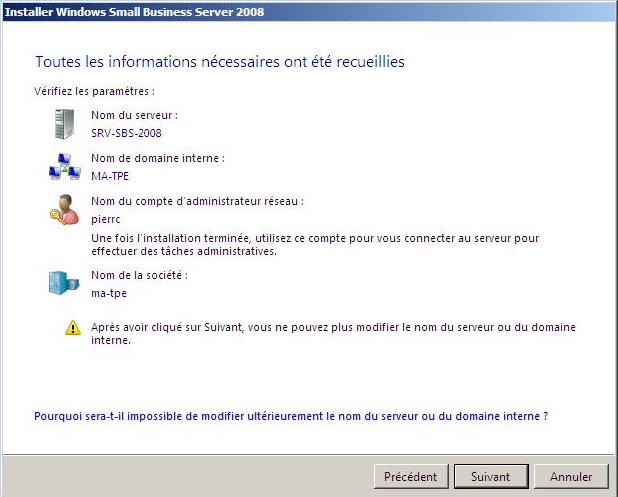 Installer Windows Small Business Server 2008
Toutes les informations nécessaires ont été recueillies
Vérifiez les paramètres :
Nom du serveur :
SRV-SBS-2008
Nom de domaine interne :
MA-TPE
Nom du compte d'administrateur réseau :
pierrc
Une fois l'installation terminée, utilisez ce compte pour vous connecter au serveur pour
effectuer des tâches administratives.
Nom de la société :
ma-tpe
Après avoir cliqué sur Suivant, vous ne pouvez plus modifier le nom du serveur ou du domaine
interne.
Pourquoi sera-t-il impossible de modifier ultérieurement le nom du serveur ou du domaine interne ?
Précédent
Suivant
Annuler